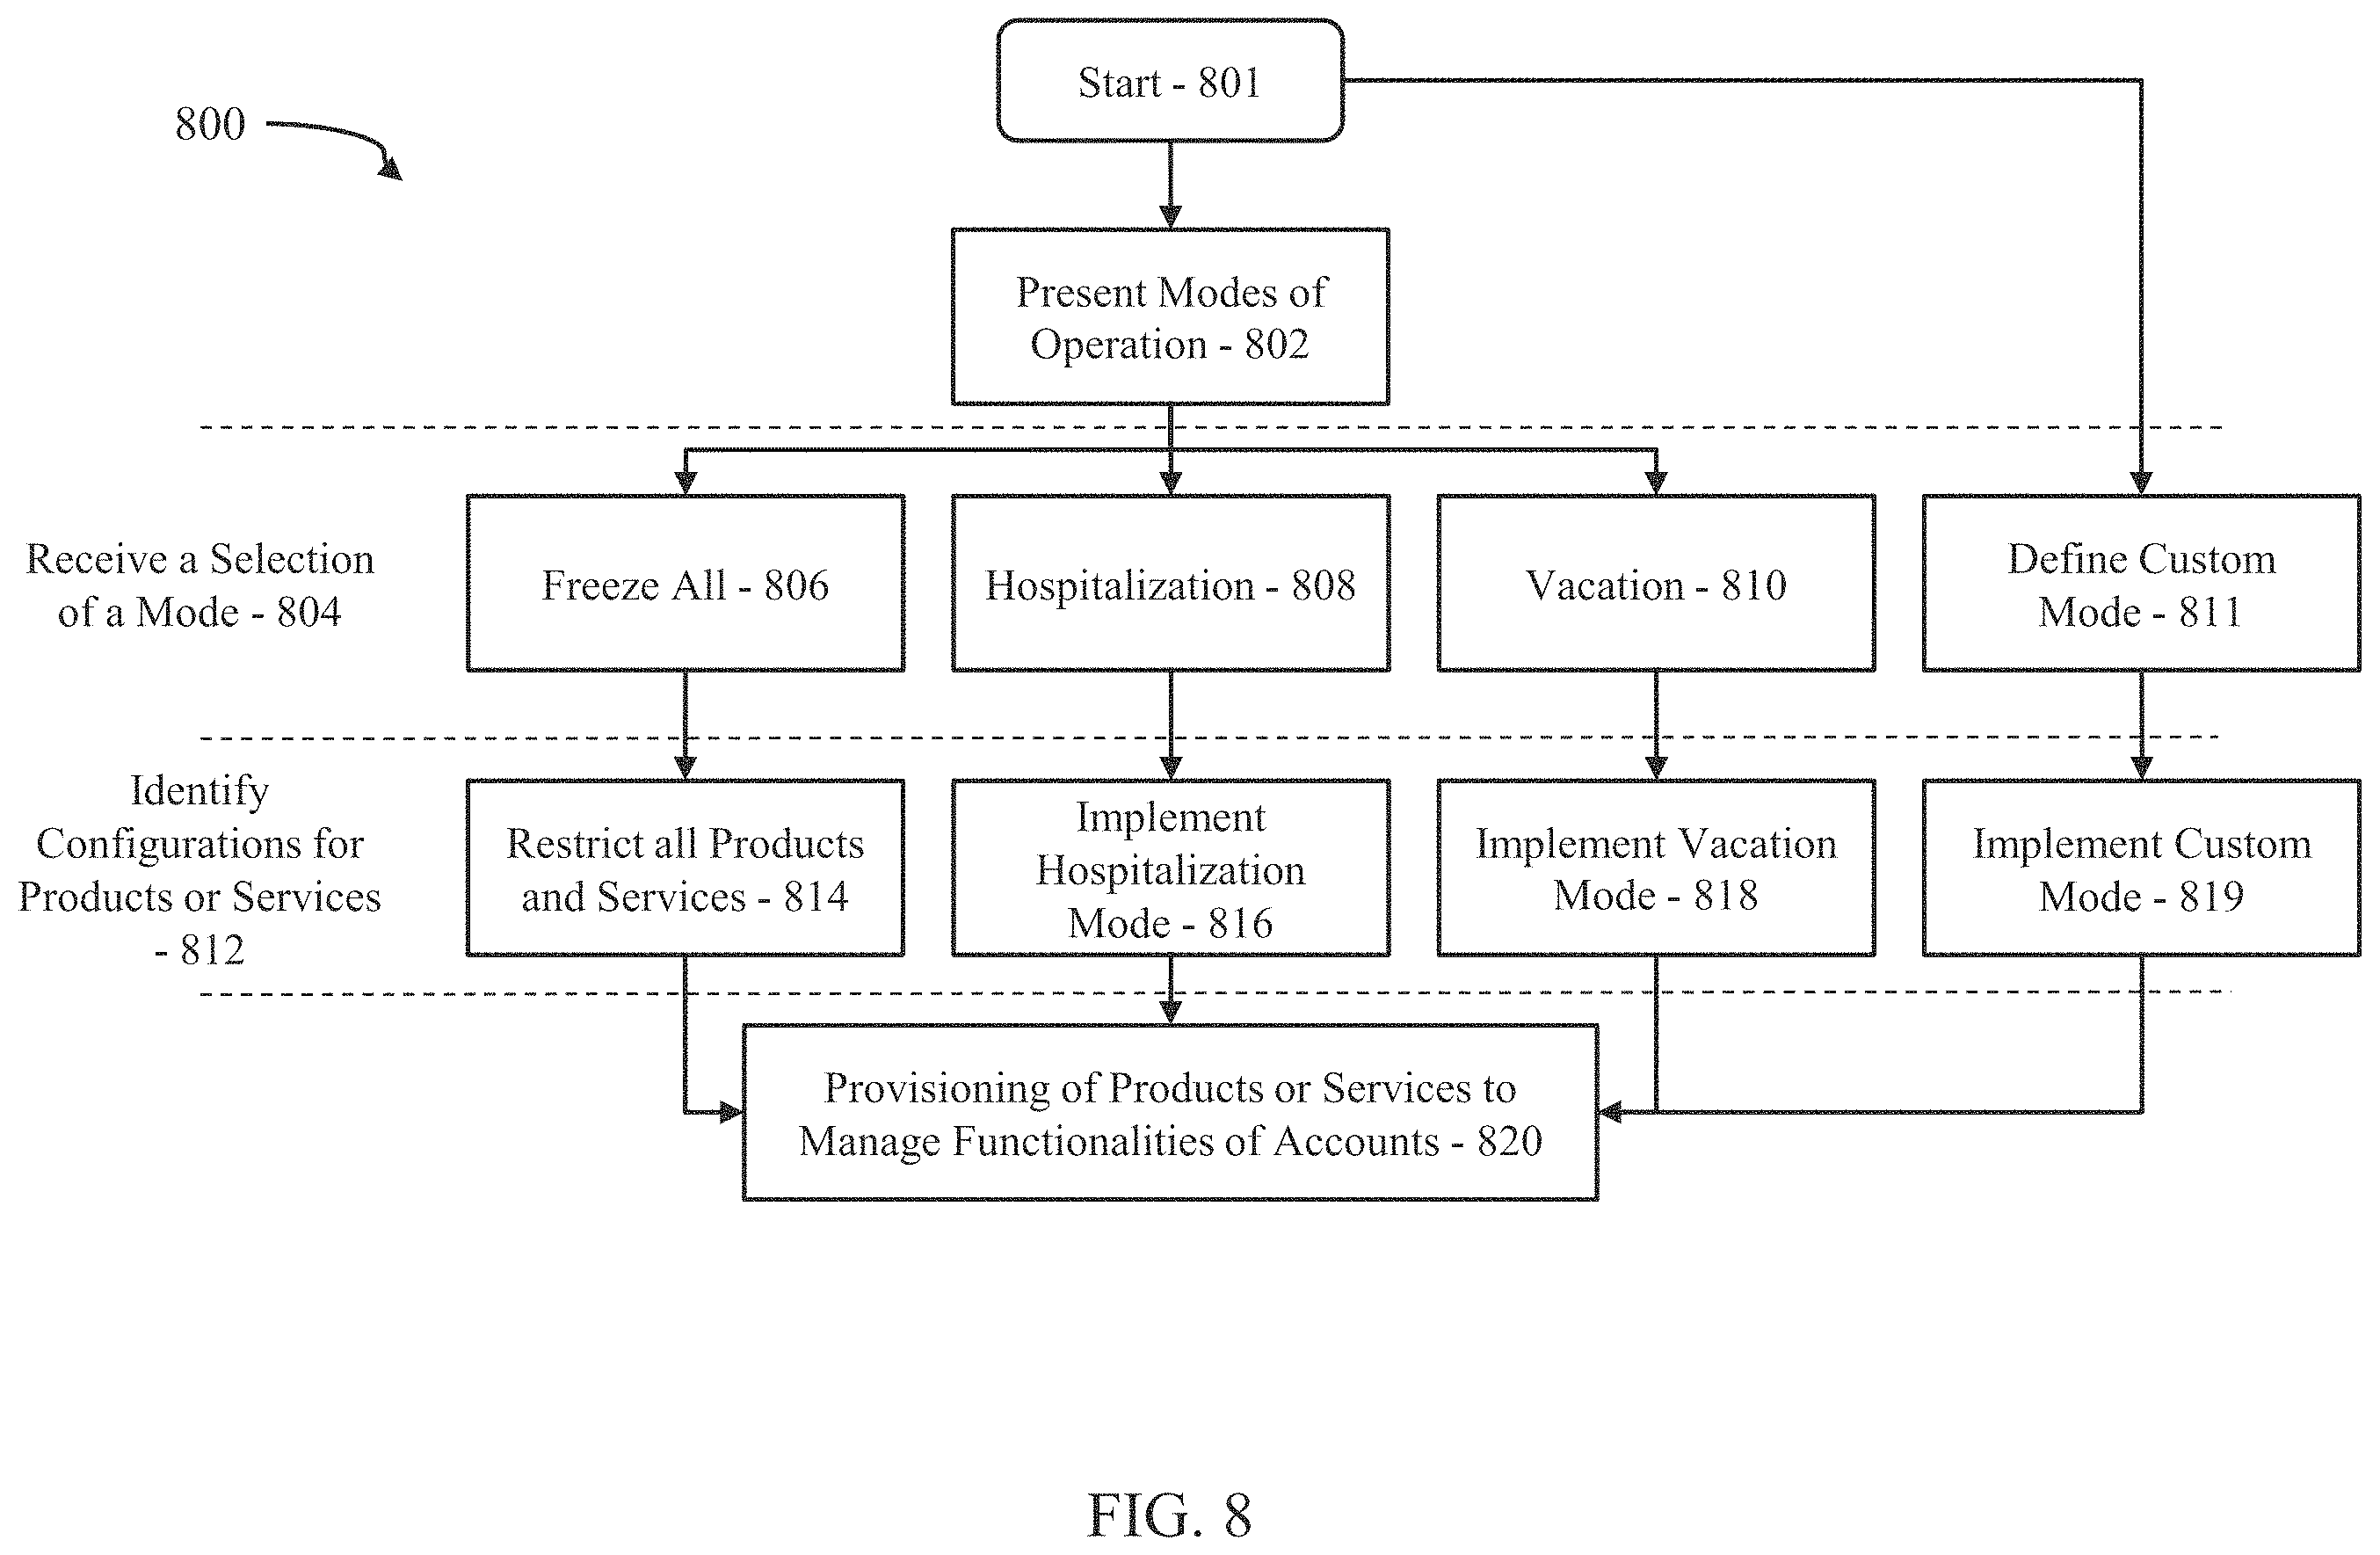 Start - 801
800
Present Modes of
Operation - 802
Receive a Selection
of a Mode - 804
Freeze All - 806
Hospitalization - 808
Vacation - 810
Define Custom
Mode - 811
Identify
Configurations for
Products or Services
- 812
Restrict all Products
and Services - 814
Implement
Hospitalization
Mode - 816
Implement Vacation
Mode - 818
Implement Custom
Mode - 819
Provisioning of Products or Services to
Manage Functionalities of Accounts - 820
FIG. 8